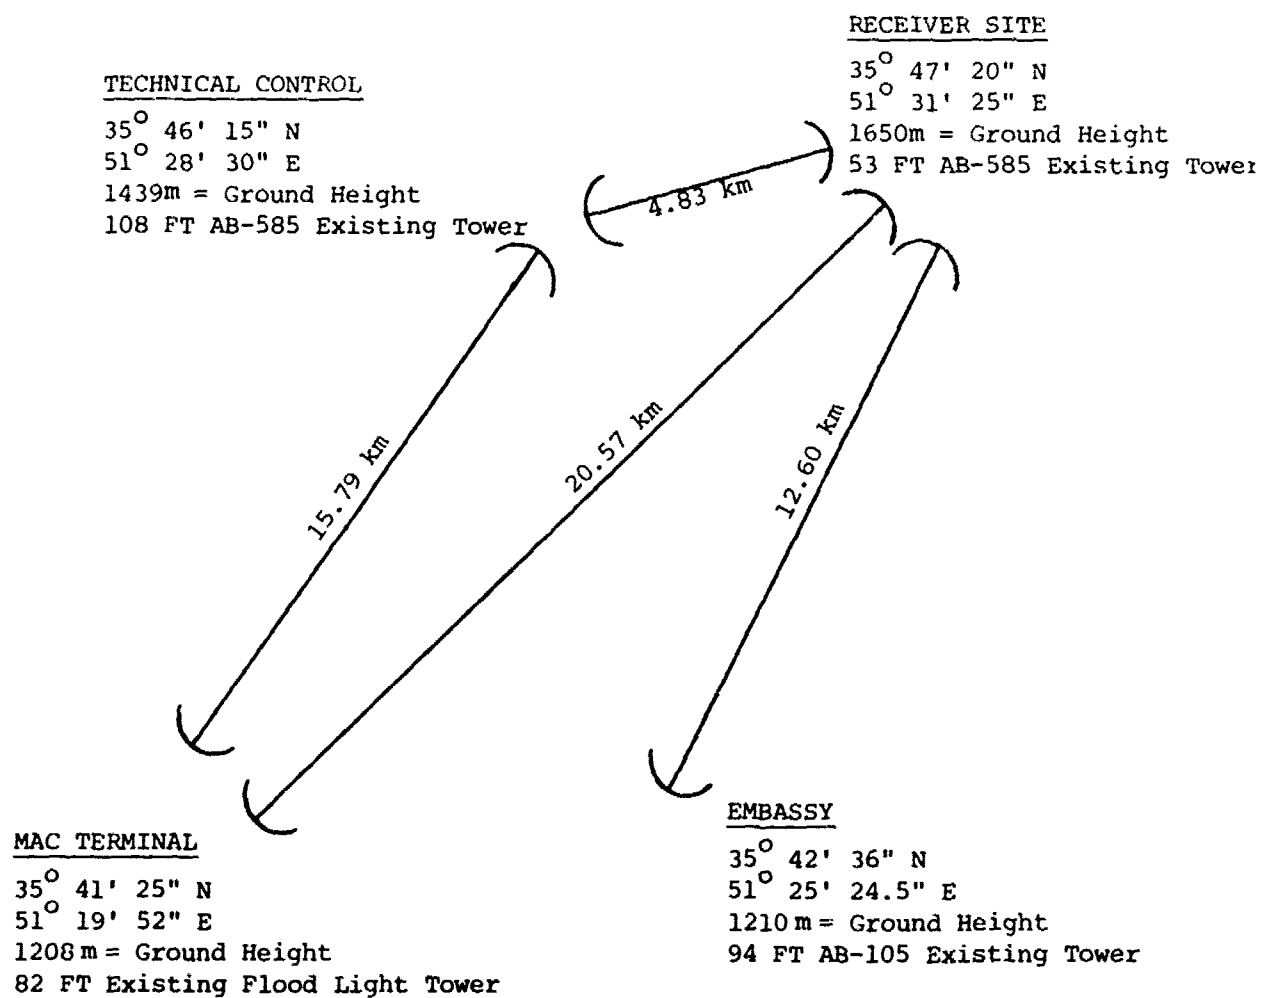 RECEIVER SITE
35° 47' 20" N
51° 31' 25" E
1650m = Ground Height
53 FT AB-585 Existing Tower
TECHNICAL CONTROL
35° 46' 15" N
51° 28' 30" E
1439m = Ground Height
108 FT AB-585 Existing Tower
4.83 km
15.79 km
20.57 km
12.60 km
MAC TERMINAL
35° 41' 25" N
51° 19' 52" E
1208m = Ground Height
82 FT Existing Flood Light Tower
EMBASSY
35° 42' 36" N
51° 25' 24.5" E
1210m = Ground Height
94 FT AB-105 Existing Tower